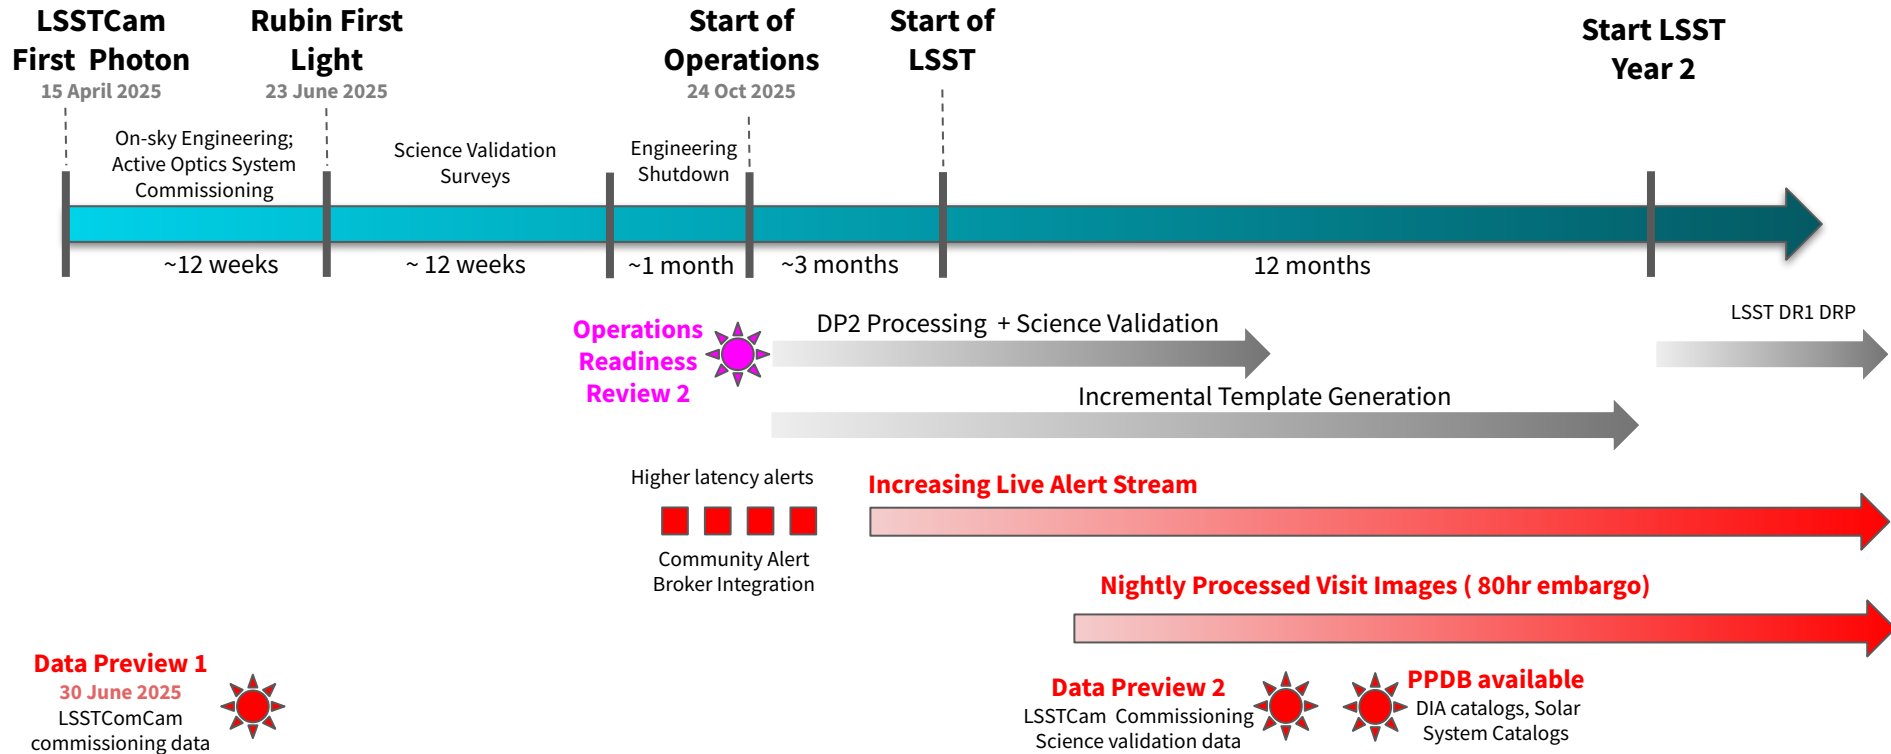 LSSTCam
First Photon
15 April 2025
Rubin First
Light
23 June 2025
Start of
Operations
24 Oct 2025
Start of
LSST
Start LSST
Year 2
On-sky Engineering;
Active Optics System
Commissioning
Science Validation
Surveys
Engineering
Shutdown
~12 weeks
~ 12 weeks
~1 month
~3 months
12 months
Operations
Readiness
Review 2
DP2 Processing + Science Validation
LSST DR1 DRP
Incremental Template Generation
Higher latency alerts
Community Alert
Broker Integration
Increasing Live Alert Stream
Nightly Processed Visit Images ( 80hr embargo)
Data Preview 1
30 June 2025
LSSTComCam
commissioning data
Data Preview 2
LSSTCam Commissioning
Science validation data
PPDB available
DIA catalogs, Solar
System Catalogs